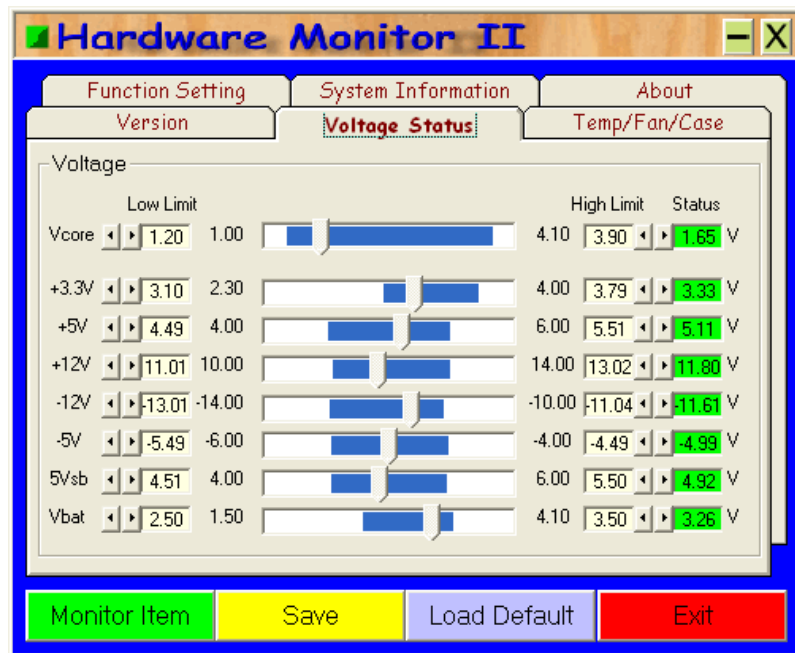 Hardware Monitor II
Function Setting System Information About
Version Voltage Status Temp/Fan/Case
Voltage
Low Limit High Limit Status
Vcore 1.20 1.00 4.10 3.90 1.65 V
+3.3V 3.10 2.30 4.00 3.79 3.33 V
+5V 4.49 4.00 6.00 5.51 5.11 V
+12V 11.01 10.00 14.00 13.02 11.80 V
-12V -13.01 -14.00 -10.00 -11.04 -11.61 V
-5V -5.49 -6.00 -4.00 -4.49 -4.99 V
5Vsb 4.51 4.00 6.00 5.50 4.92 V
Vbat 2.50 1.50 4.10 3.50 3.26 V
Monitor Item Save Load Default Exit